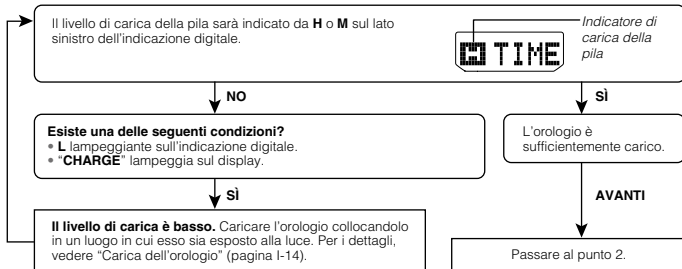 Il livello di carica della pila sarà indicato da H o M sul lato
sinistro dell'indicazione digitale.
Indicatore di
carica della
pila
TIME
NO
SÌ
Esiste una delle seguenti condizioni?
• L lampeggiante sull'indicazione digitale.
• “CHARGE” lampeggia sul display.
L'orologio è
sufficientemente carico.
SÌ
AVANTI
Il livello di carica è basso. Caricare l'orologio collocandolo
in un luogo in cui esso sia esposto alla luce. Per i dettagli,
vedere “Carica dell'orologio” (pagina I-14).
Passare al punto 2.